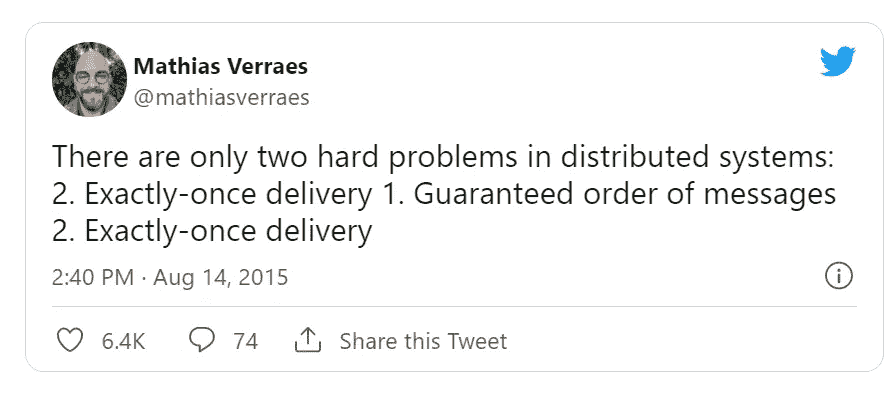 Mathias Verraes
@mathiasverraes
There are only two hard problems in distributed systems:
2. Exactly-once delivery 1. Guaranteed order of messages
2. Exactly-once delivery
2:40 PM · Aug 14, 2015
6.4K 74 Share this Tweet